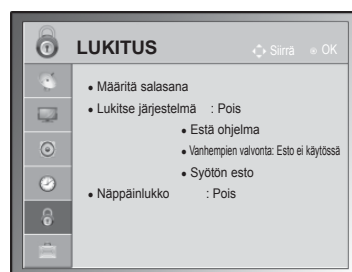 LUKITUS
Siirrä OK
• Määritä salasana
• Lukitse järjestelmä : Pois
• Estä ohjelma
• Vanhempien valvonta: Esto ei käytössä
• Syötön esto
• Näppäinlukko : Pois